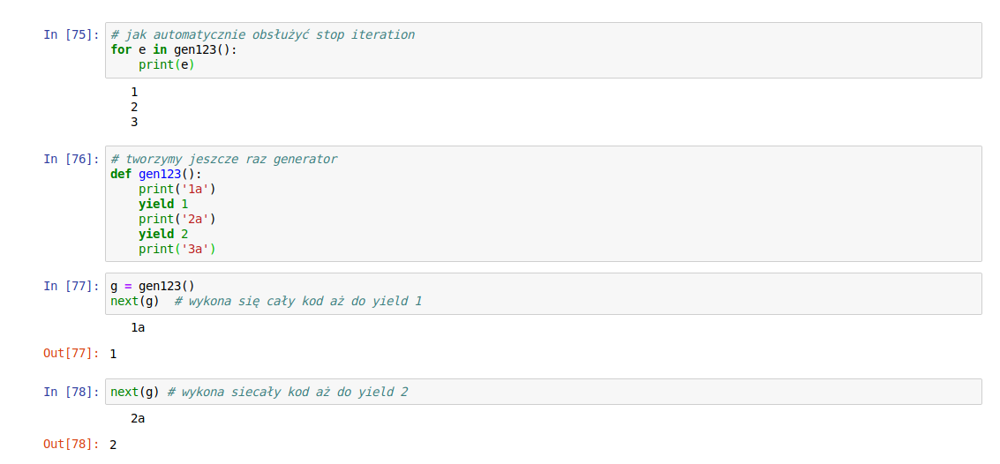 In [75]: # jak automatycznie obsłużyć stop iteration
for e in gen123():
    print(e)
1
2
3
In [76]: # tworzymy jeszcze raz generator
def gen123():
    print('1a')
    yield 1
    print('2a')
    yield 2
    print('3a')
In [77]: g = gen123()
next(g)  # wykona się cały kod aż do yield 1
1a
Out[77]: 1
In [78]: next(g) # wykona siecały kod aż do yield 2
2a
Out[78]: 2